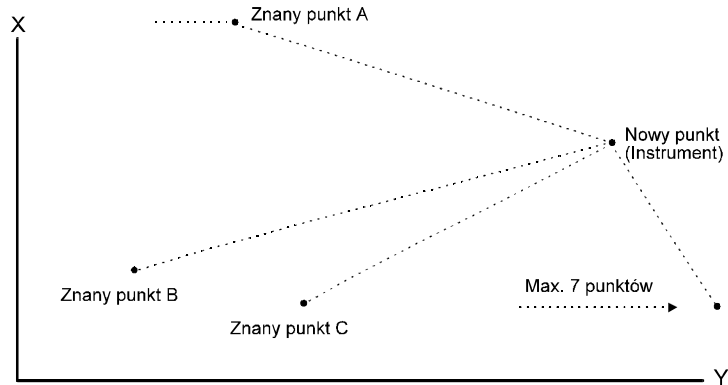 X
Znany punkt A
Nowy punkt
(Instrument)
Max. 7 punktów
Znany punkt B
Znany punkt C
Y